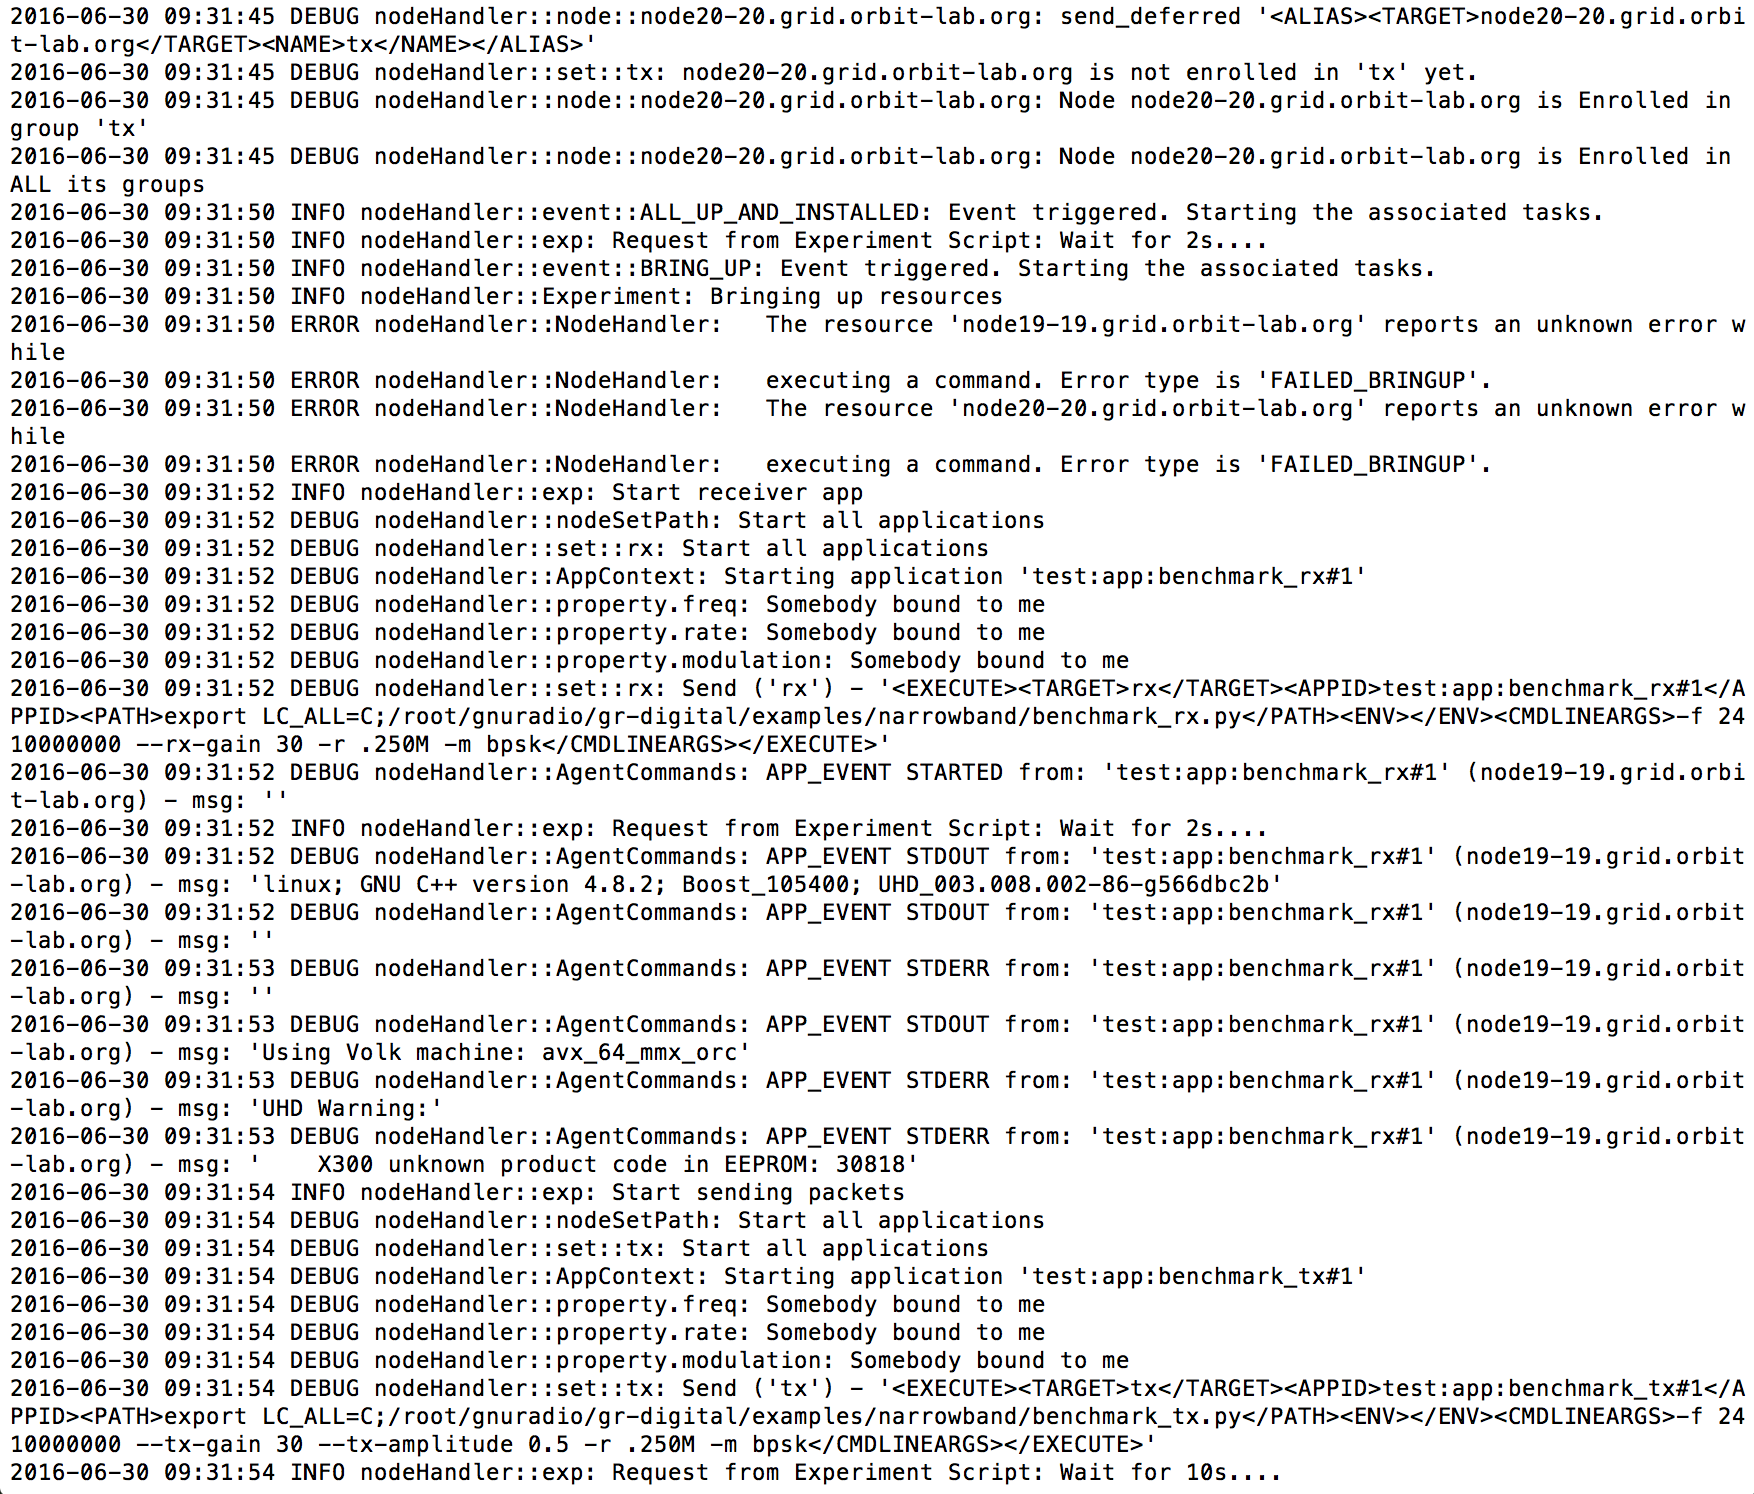 2016-06-30 09:31:45 DEBUG nodeHandler::node::node20-20.grid.orbit-lab.org: send_deferred '<ALIAS><TARGET>node20-20.grid.orbi
t-lab.org</TARGET><NAME>tx</NAME></ALIAS>'
2016-06-30 09:31:45 DEBUG nodeHandler::set::tx: node20-20.grid.orbit-lab.org is not enrolled in 'tx' yet.
2016-06-30 09:31:45 DEBUG nodeHandler::node::node20-20.grid.orbit-lab.org: Node node20-20.grid.orbit-lab.org is Enrolled in
group 'tx'
2016-06-30 09:31:45 DEBUG nodeHandler::node::node20-20.grid.orbit-lab.org: Node node20-20.grid.orbit-lab.org is Enrolled in
ALL its groups
2016-06-30 09:31:50 INFO nodeHandler::event::ALL_UP_AND_INSTALLED: Event triggered. Starting the associated tasks.
2016-06-30 09:31:50 INFO nodeHandler::exp: Request from Experiment Script: Wait for 2s....
2016-06-30 09:31:50 INFO nodeHandler::event::BRING_UP: Event triggered. Starting the associated tasks.
2016-06-30 09:31:50 INFO nodeHandler::Experiment: Bringing up resources
2016-06-30 09:31:50 ERROR nodeHandler::NodeHandler:   The resource 'node19-19.grid.orbit-lab.org' reports an unknown error w
hile
2016-06-30 09:31:50 ERROR nodeHandler::NodeHandler:   executing a command. Error type is 'FAILED_BRINGUP'.
2016-06-30 09:31:50 ERROR nodeHandler::NodeHandler:   The resource 'node20-20.grid.orbit-lab.org' reports an unknown error w
hile
2016-06-30 09:31:50 ERROR nodeHandler::NodeHandler:   executing a command. Error type is 'FAILED_BRINGUP'.
2016-06-30 09:31:52 INFO nodeHandler::exp: Start receiver app
2016-06-30 09:31:52 DEBUG nodeHandler::nodeSetPath: Start all applications
2016-06-30 09:31:52 DEBUG nodeHandler::set::rx: Start all applications
2016-06-30 09:31:52 DEBUG nodeHandler::AppContext: Starting application 'test:app:benchmark_rx#1'
2016-06-30 09:31:52 DEBUG nodeHandler::property.freq: Somebody bound to me
2016-06-30 09:31:52 DEBUG nodeHandler::property.rate: Somebody bound to me
2016-06-30 09:31:52 DEBUG nodeHandler::property.modulation: Somebody bound to me
2016-06-30 09:31:52 DEBUG nodeHandler::set::rx: Send ('rx') - '<EXECUTE><TARGET>rx</TARGET><APPID>test:app:benchmark_rx#1</A
PPID><PATH>export LC_ALL=C;/root/gnuradio/gr-digital/examples/narrowband/benchmark_rx.py</PATH><ENV></ENV><CMDLINEARGS>-f 24
10000000 --rx-gain 30 -r .250M -m bpsk</CMDLINEARGS></EXECUTE>'
2016-06-30 09:31:52 DEBUG nodeHandler::AgentCommands: APP_EVENT STARTED from: 'test:app:benchmark_rx#1' (node19-19.grid.orbi
t-lab.org) - msg: ''
2016-06-30 09:31:52 INFO nodeHandler::exp: Request from Experiment Script: Wait for 2s....
2016-06-30 09:31:52 DEBUG nodeHandler::AgentCommands: APP_EVENT STDOUT from: 'test:app:benchmark_rx#1' (node19-19.grid.orbit
-lab.org) - msg: 'linux; GNU C++ version 4.8.2; Boost_105400; UHD_003.008.002-86-g566dbc2b'
2016-06-30 09:31:52 DEBUG nodeHandler::AgentCommands: APP_EVENT STDOUT from: 'test:app:benchmark_rx#1' (node19-19.grid.orbit
-lab.org) - msg: ''
2016-06-30 09:31:53 DEBUG nodeHandler::AgentCommands: APP_EVENT STDERR from: 'test:app:benchmark_rx#1' (node19-19.grid.orbit
-lab.org) - msg: ''
2016-06-30 09:31:53 DEBUG nodeHandler::AgentCommands: APP_EVENT STDOUT from: 'test:app:benchmark_rx#1' (node19-19.grid.orbit
-lab.org) - msg: 'Using Volk machine: avx_64_mmx_orc'
2016-06-30 09:31:53 DEBUG nodeHandler::AgentCommands: APP_EVENT STDERR from: 'test:app:benchmark_rx#1' (node19-19.grid.orbit
-lab.org) - msg: 'UHD Warning:'
2016-06-30 09:31:53 DEBUG nodeHandler::AgentCommands: APP_EVENT STDERR from: 'test:app:benchmark_rx#1' (node19-19.grid.orbit
-lab.org) - msg: '    X300 unknown product code in EEPROM: 30818'
2016-06-30 09:31:54 INFO nodeHandler::exp: Start sending packets
2016-06-30 09:31:54 DEBUG nodeHandler::nodeSetPath: Start all applications
2016-06-30 09:31:54 DEBUG nodeHandler::set::tx: Start all applications
2016-06-30 09:31:54 DEBUG nodeHandler::AppContext: Starting application 'test:app:benchmark_tx#1'
2016-06-30 09:31:54 DEBUG nodeHandler::property.freq: Somebody bound to me
2016-06-30 09:31:54 DEBUG nodeHandler::property.rate: Somebody bound to me
2016-06-30 09:31:54 DEBUG nodeHandler::property.modulation: Somebody bound to me
2016-06-30 09:31:54 DEBUG nodeHandler::set::tx: Send ('tx') - '<EXECUTE><TARGET>tx</TARGET><APPID>test:app:benchmark_tx#1</A
PPID><PATH>export LC_ALL=C;/root/gnuradio/gr-digital/examples/narrowband/benchmark_tx.py</PATH><ENV></ENV><CMDLINEARGS>-f 24
10000000 --tx-gain 30 --tx-amplitude 0.5 -r .250M -m bpsk</CMDLINEARGS></EXECUTE>'
2016-06-30 09:31:54 INFO nodeHandler::exp: Request from Experiment Script: Wait for 10s....